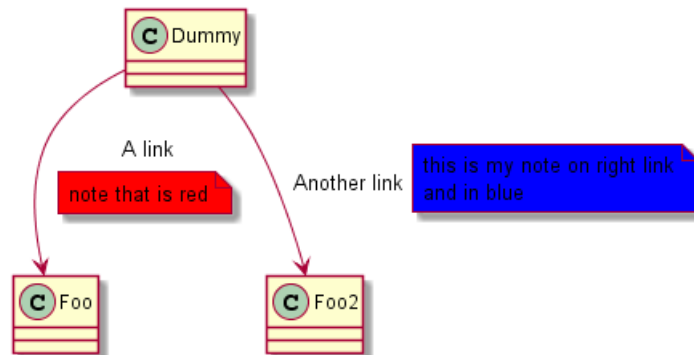 C Dummy
A link
note that is red
Another link
this is my note on right link
and in blue
C Foo
C Foo2